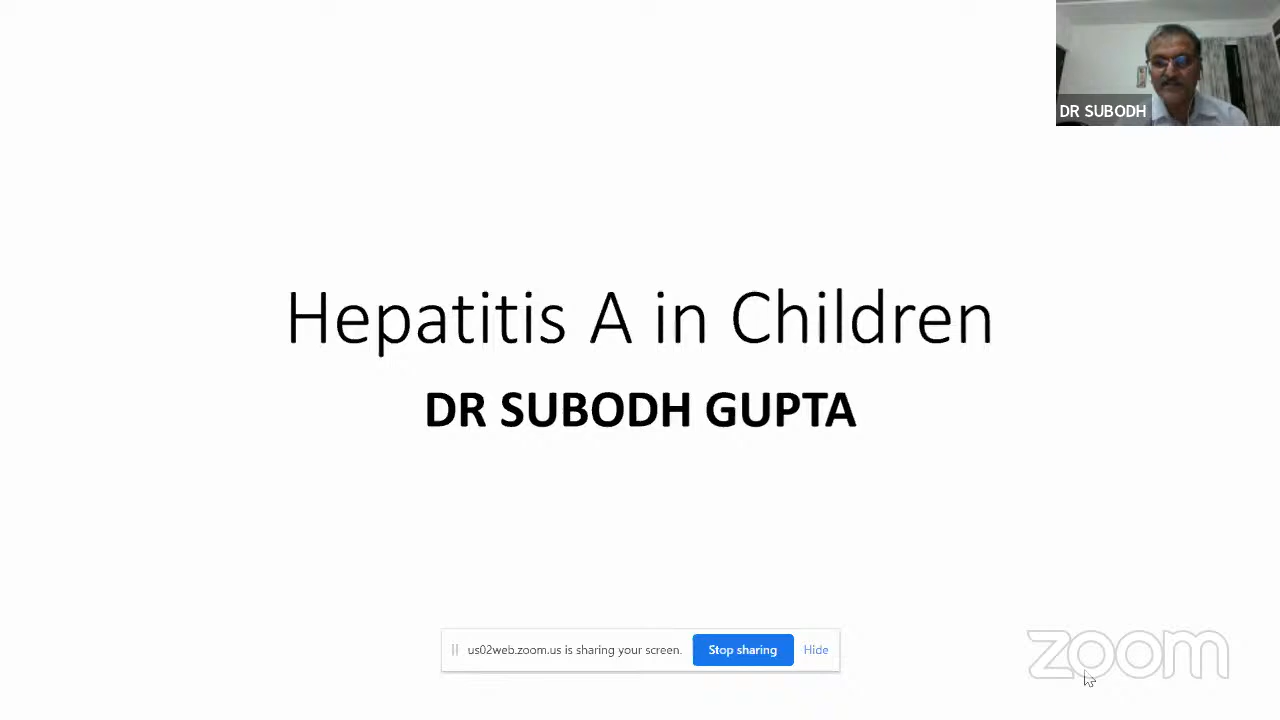 DR SUBODH
Hepatitis A in Children
DR SUBODH GUPTA
us02web.zoom.us is sharing your screen. Stop sharing Hide
zoom